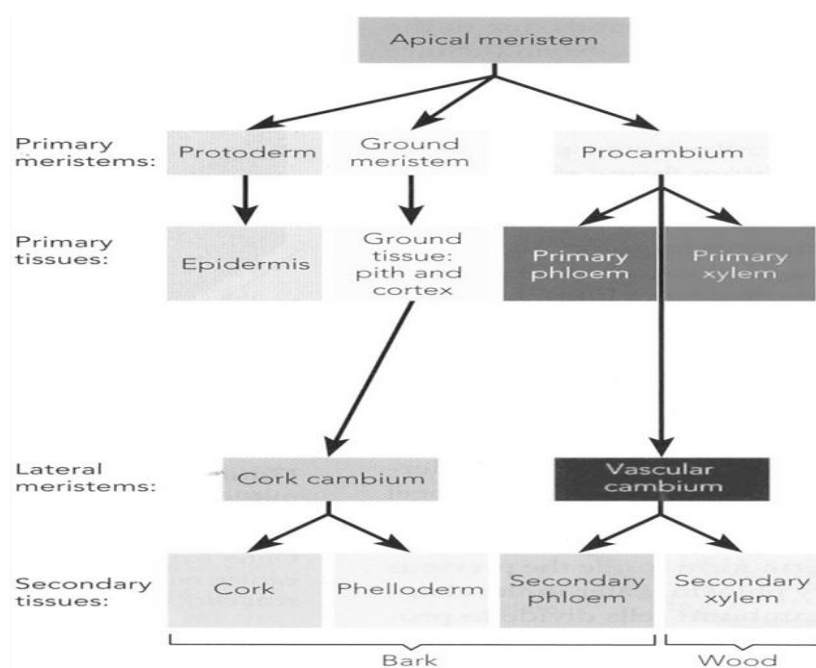 Apical meristem
Primary
meristems:
Protoderm
Ground
meristem
Procambium
Primary
tissues:
Epidermis
Ground
tissue:
pith and
cortex
Primary
phloem
Primary
xylem
Lateral
meristems:
Cork cambium
Vascular
cambium
Secondary
tissues:
Cork
Phelloderm
Secondary
phloem
Secondary
xylem
Bark
Wood